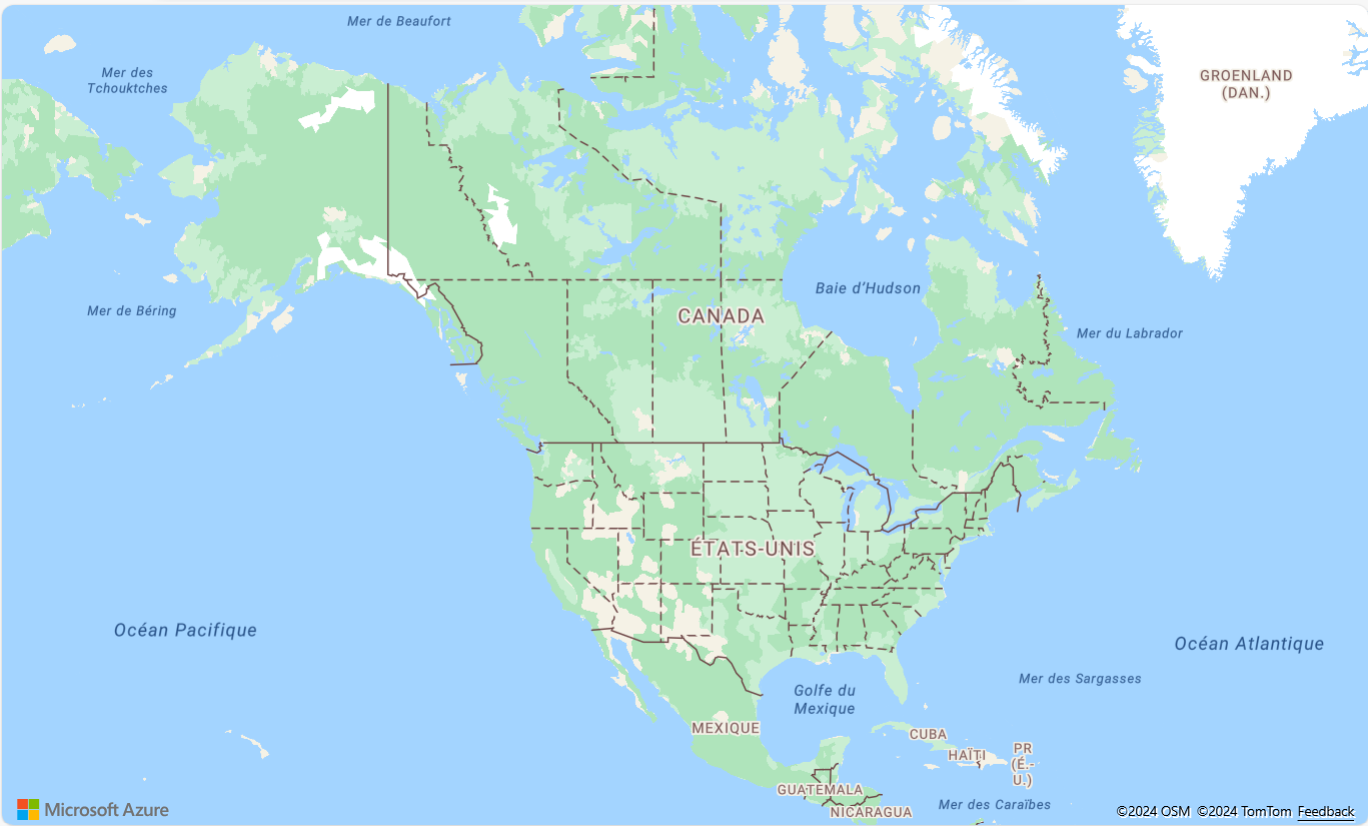 Mer de Beaufort
Mer des
Tchouktches
GROENLAND
(DAN.)
Mer de Béring
Baie d'Hudson
CANADA
Mer du Labrador
ÉTATS-UNIS
Océan Pacifique
Océan Atlantique
Mer des Sargasses
Golfe du
Mexique
MEXIQUE
CUBA
HAÏTI
PR
(É.-
U.)
GUATEMALA
NICARAGUA
Mer des Caraïbes
Microsoft Azure
©2024 OSM ©2024 TomTom Feedback